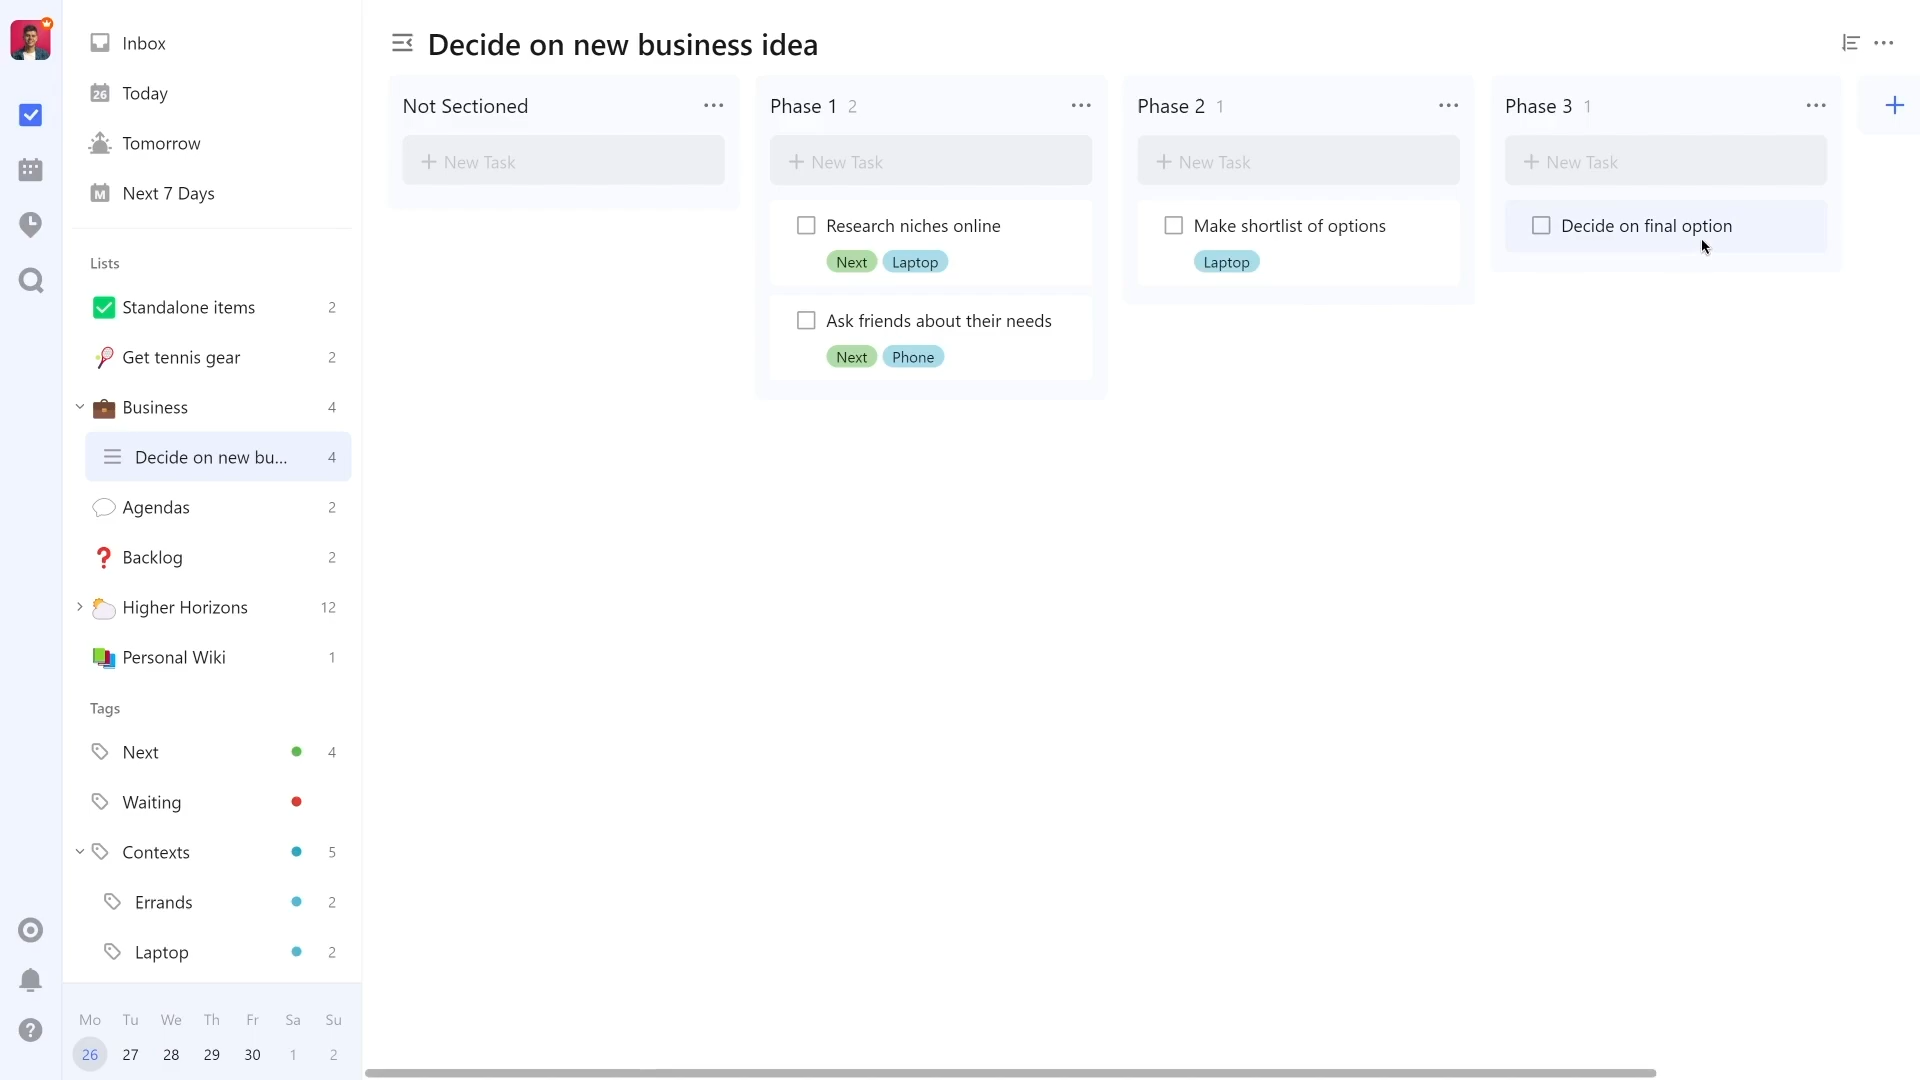 Inbox
26
Today
Tomorrow
M
Next 7 Days
Lists
Standalone items 2
Get tennis gear 2
Business 4
Decide on new bu... 4
Agendas 2
Backlog 2
Higher Horizons 12
Personal Wiki 1
Tags
Next 4
Waiting
Contexts 5
Errands 2
Laptop 2
Mo Tu We Th Fr Sa Su
26 27 28 29 30 1 2
Decide on new business idea
Not Sectioned
+ New Task
Phase 1 2
+ New Task
Research niches online
Next Laptop
Ask friends about their needs
Next Phone
Phase 2 1
+ New Task
Make shortlist of options
Laptop
Phase 3 1
+ New Task
Decide on final option